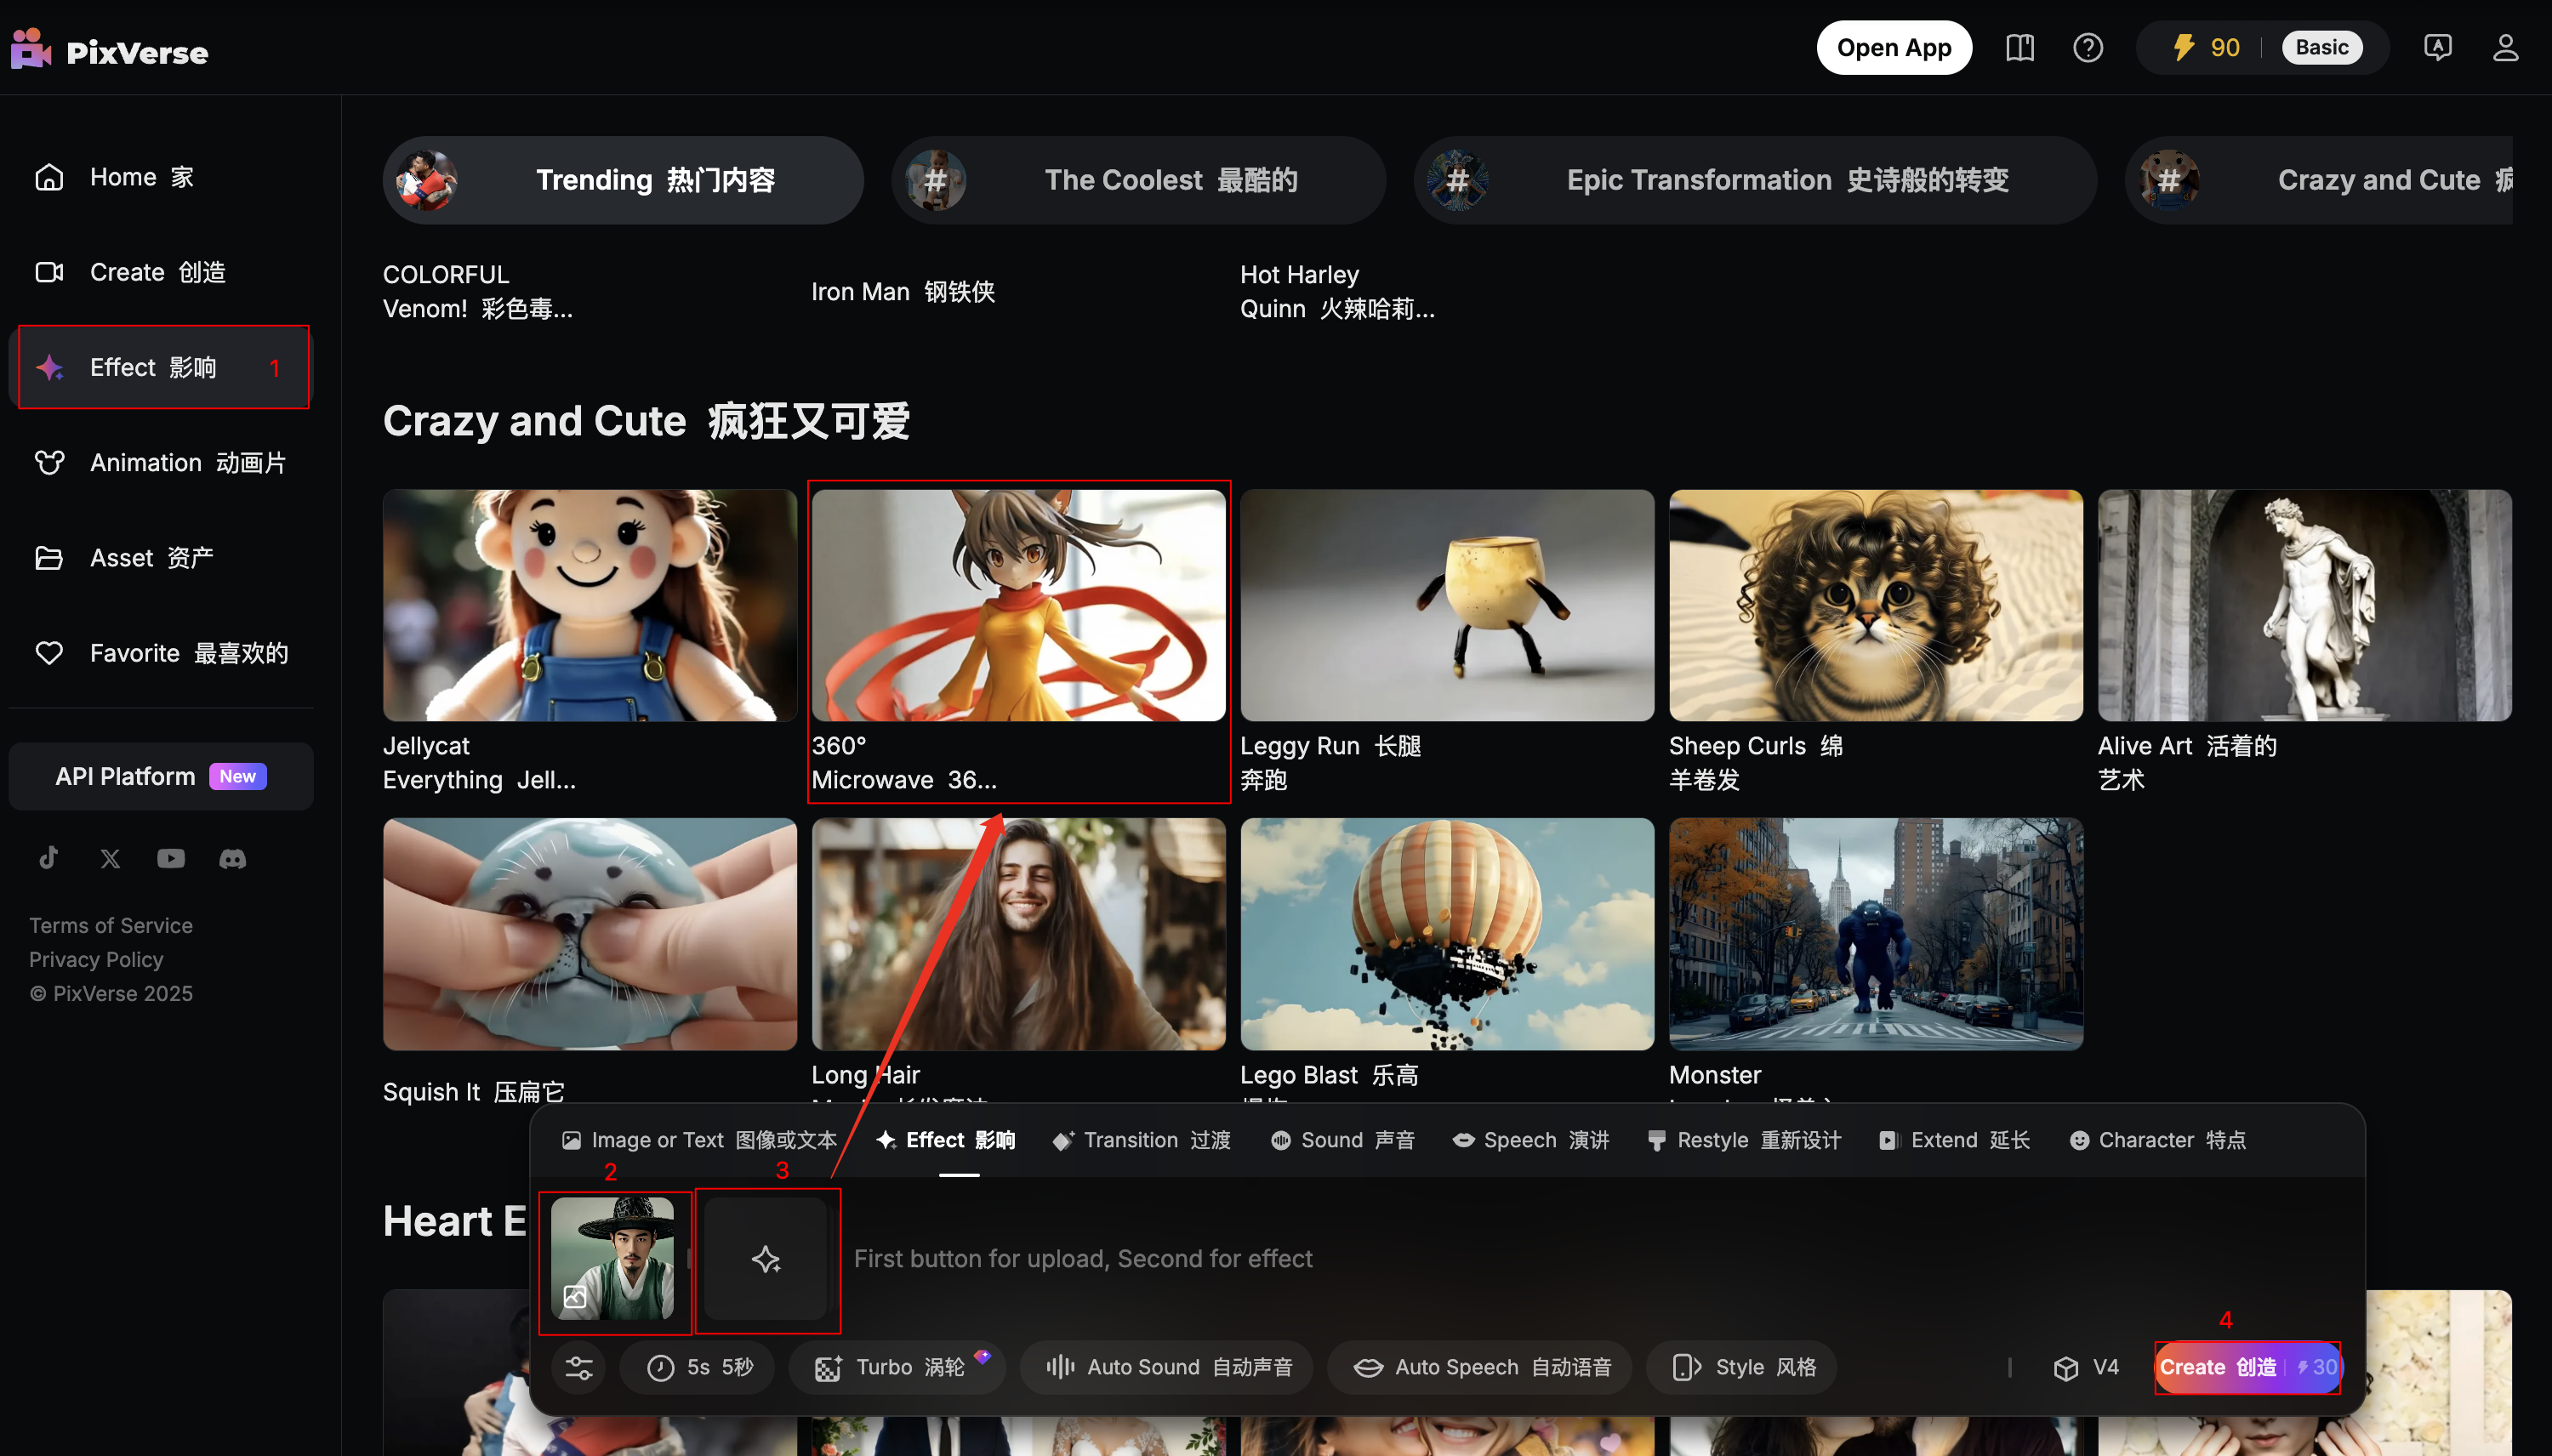 PixVerse
Open App
90
Basic
Home 家
Create 创造
Effect 影响 1
Animation 动画片
Asset 资产
Favorite 最喜欢的
API Platform New
Terms of Service
Privacy Policy
© PixVerse 2025
Trending 热门内容
# The Coolest 最酷的
# Epic Transformation 史诗般的转变
# Crazy and Cute 疯
COLORFUL
Venom! 彩色毒...
Iron Man 钢铁侠
Hot Harley
Quinn 火辣哈莉...
Crazy and Cute 疯狂又可爱
Jellycat
Everything Jell...
360°
Microwave 36...
Leggy Run 长腿
奔跑
Sheep Curls 绵
羊卷发
Alive Art 活着的
艺术
Squish It 压扁它
Long Hair
Lego Blast 乐高
Monster
Heart E
Image or Text 图像或文本
Effect 影响
Transition 过渡
Sound 声音
Speech 演讲
Restyle 重新设计
Extend 延长
Character 特点
2
3
First button for upload, Second for effect
4
5s 5秒
Turbo 涡轮
Auto Sound 自动声音
Auto Speech 自动语音
Style 风格
V4
Create 创造 30